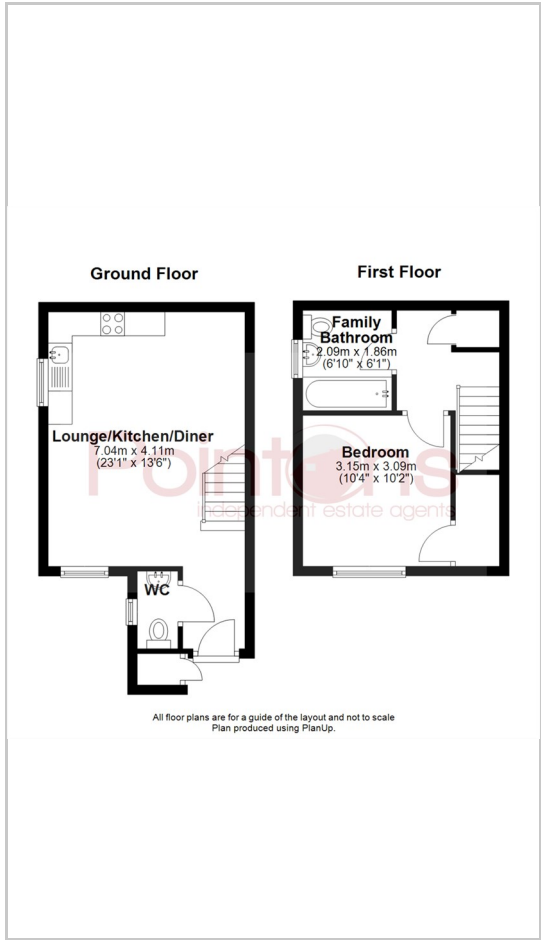 Ground Floor
First Floor
Lounge/Kitchen/Diner
7.04m x 4.11m
(23'1" x 13'6")
WC
Family
Bathroom
2.09m x 1.86m
(6'10" x 6'1")
Bedroom
3.15m x 3.09m
(10'4" x 10'2")
Pointons
independent estate agents
All floor plans are for a guide of the layout and not to scale
Plan produced using PlanUp.